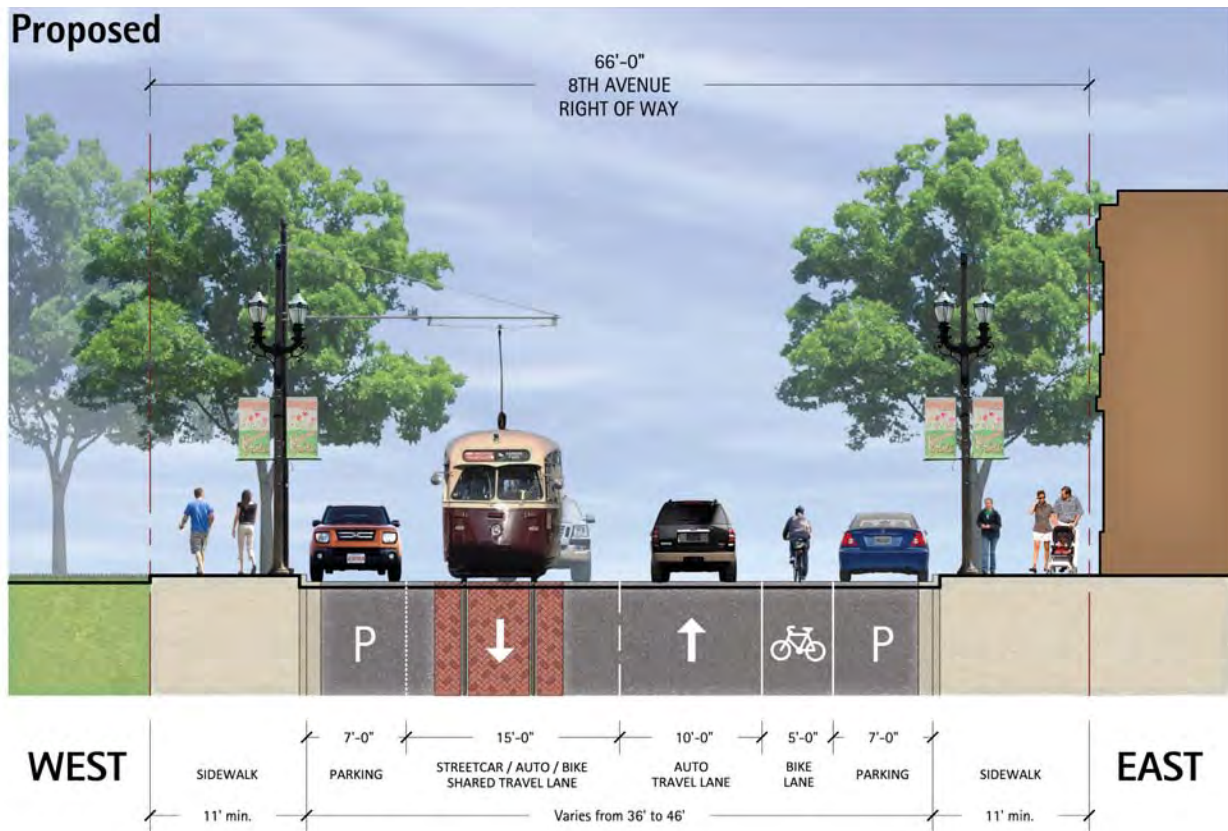 Proposed
66'-0"
8TH AVENUE
RIGHT OF WAY
P
P
7'-0"
15'-0"
10'-0"
5'-0"
7'-0"
WEST
SIDEWALK
PARKING
STREETCAR / AUTO / BIKE
SHARED TRAVEL LANE
AUTO
TRAVEL LANE
BIKE
LANE
PARKING
SIDEWALK
EAST
11' min.
Varies from 36' to 46'
11' min.